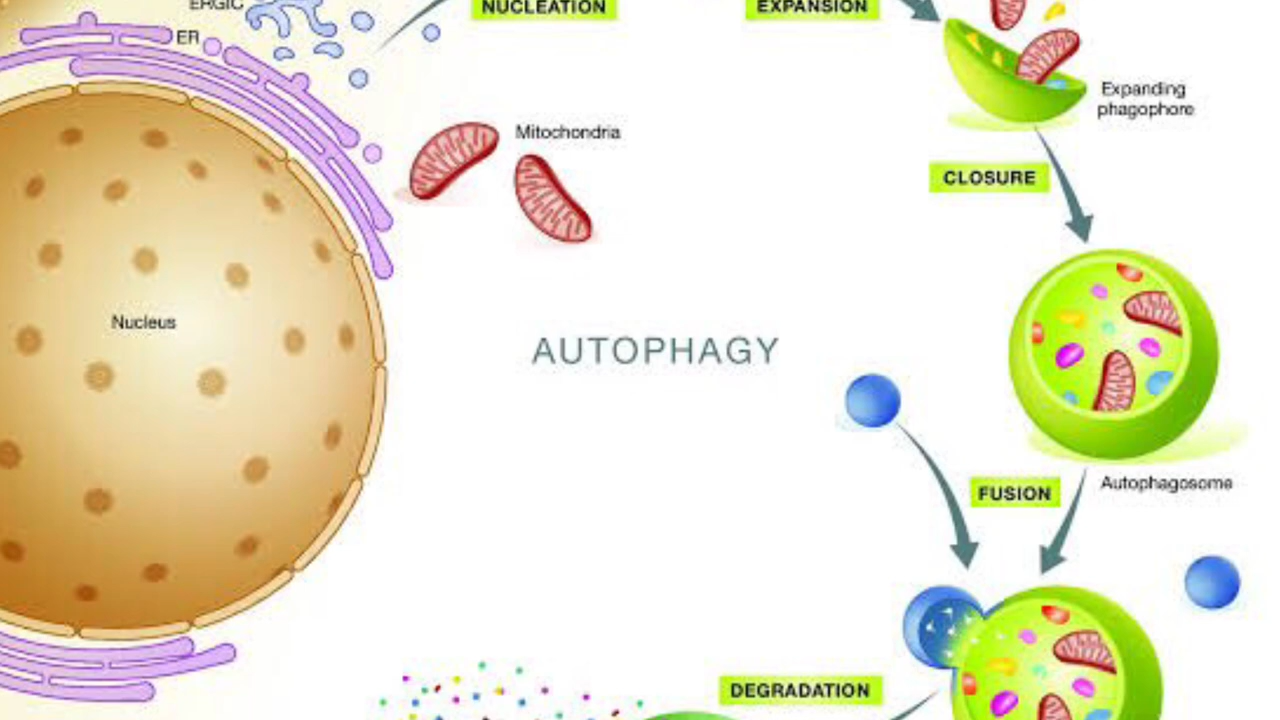 ERGIC
NUCLEATION
EXPANSION
ER
Expanding
phagophore
Mitochondria
CLOSURE
Nucleus
AUTOPHAGY
FUSION
Autophagosome
DEGRADATION